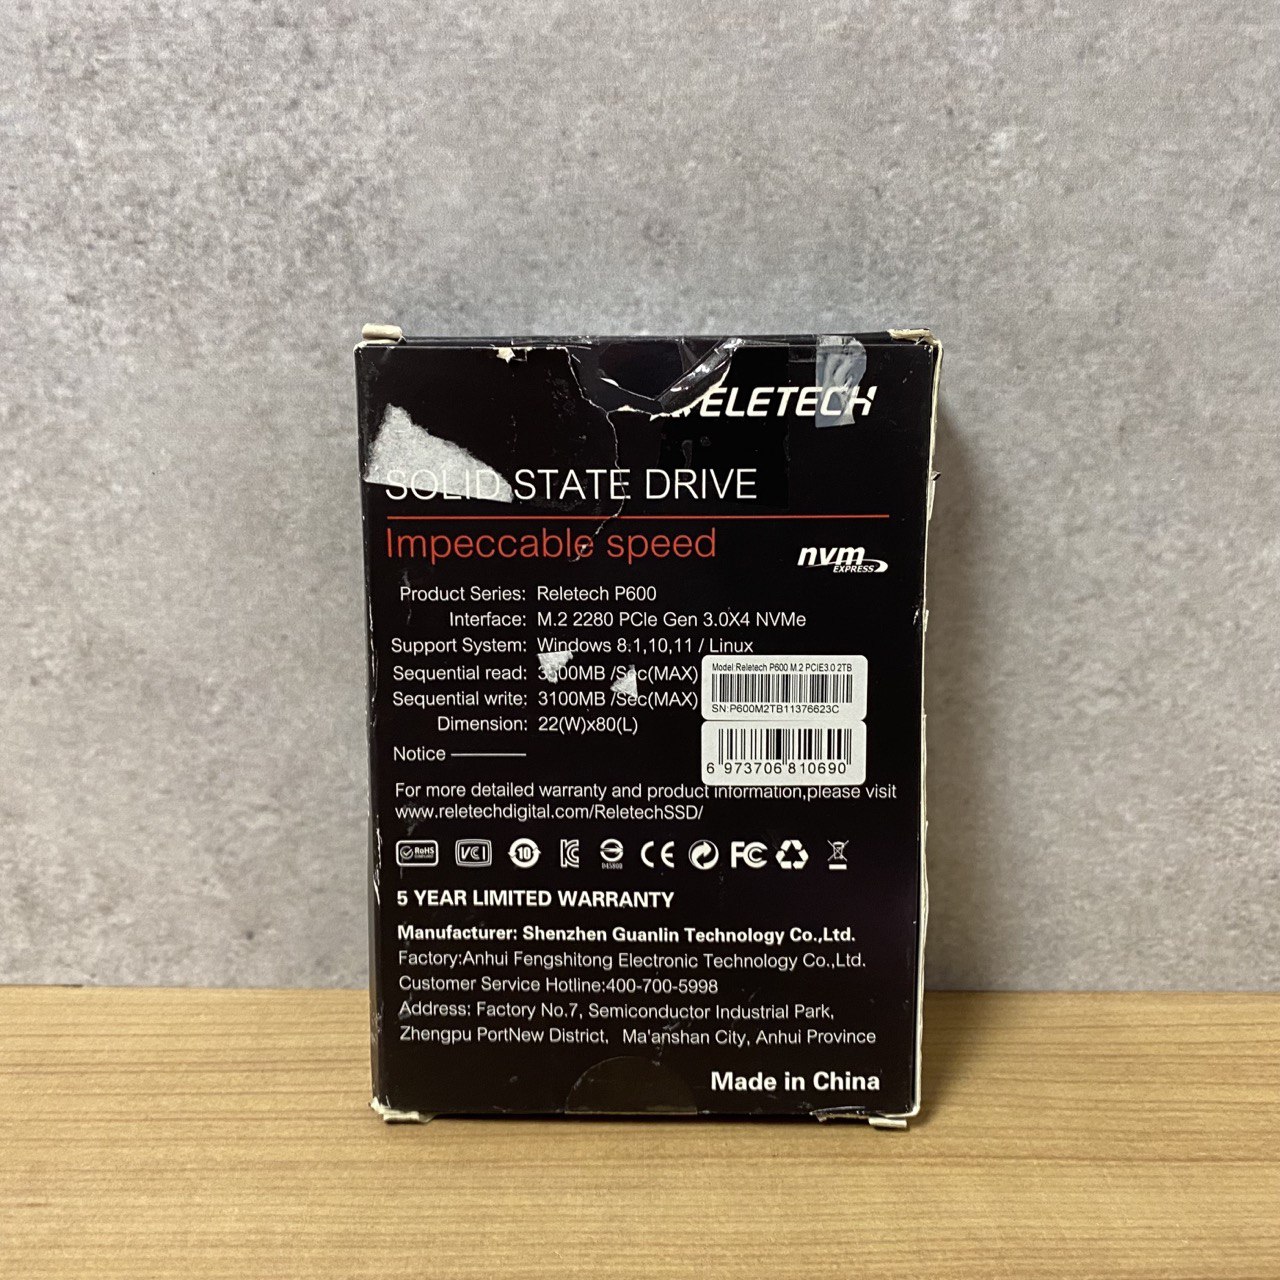 RELETECH
SOLID STATE DRIVE
Impeccable speed
nvm
EXPRESS
Product Series: Reletech P600
Interface: M.2 2280 PCIe Gen 3.0X4 NVMe
Support System: Windows 8.1,10,11 / Linux
Sequential read: 3500MB /Sec(MAX)
Sequential write: 3100MB /Sec(MAX)
Dimension: 22(W)x80(L)
Model Reletech P600 M.2 PCIE3.0 2TB
SN:P600M2TB11376623C
6 973706 810690
Notice
For more detailed warranty and product information,please visit
www.reletechdigital.com/ReletechSSD/
RoHS VCI 10 CE FC
D45808
5 YEAR LIMITED WARRANTY
Manufacturer: Shenzhen Guanlin Technology Co.,Ltd.
Factory:Anhui Fengshitong Electronic Technology Co.,Ltd.
Customer Service Hotline:400-700-5998
Address: Factory No.7, Semiconductor Industrial Park,
Zhengpu PortNew District, Ma'anshan City, Anhui Province
Made in China